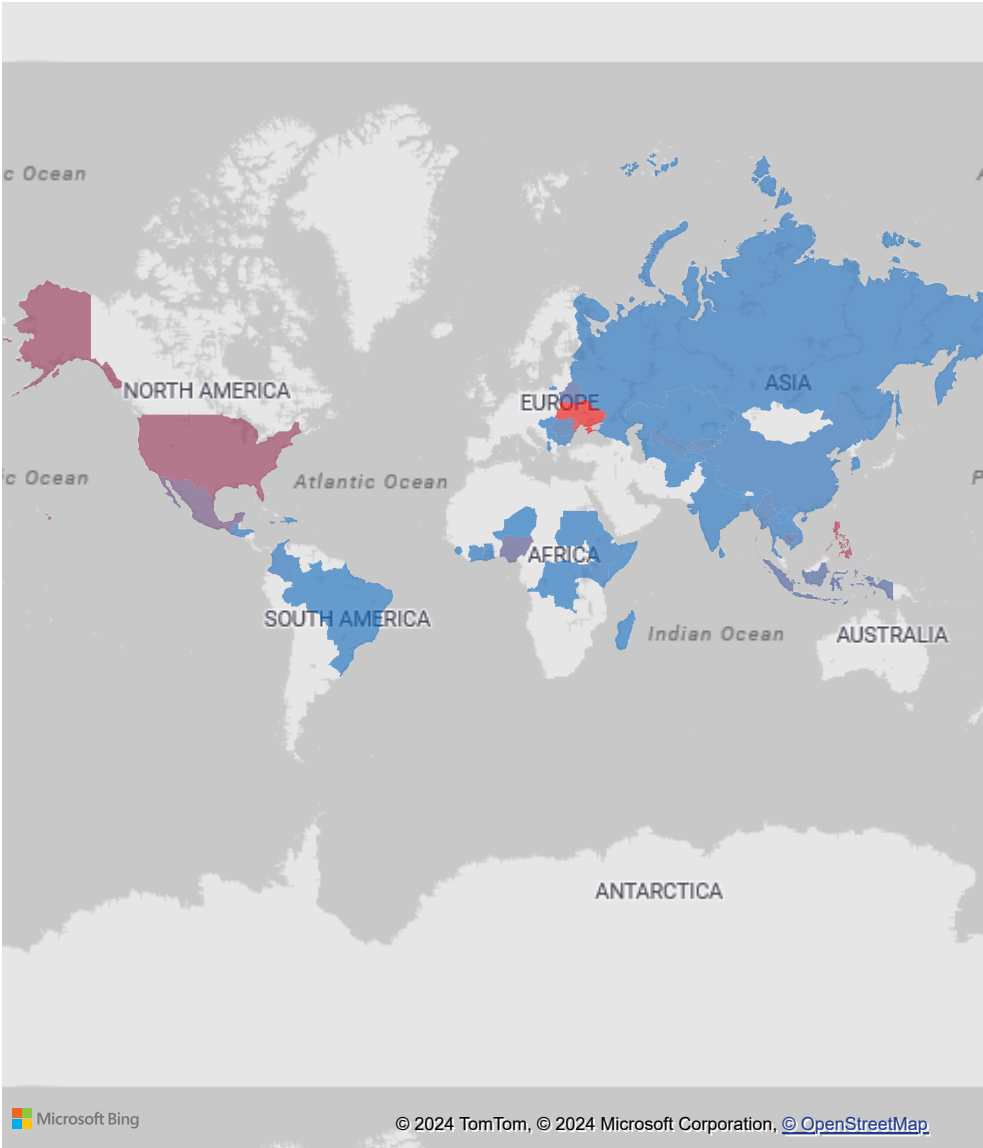 c Ocean
NORTH AMERICA
EUROPE
ASIA
ic Ocean
Atlantic Ocean
P
AFRICA
SOUTH AMERICA
Indian Ocean
AUSTRALIA
ANTARCTICA
Microsoft Bing
© 2024 TomTom, © 2024 Microsoft Corporation, © OpenStreetMap